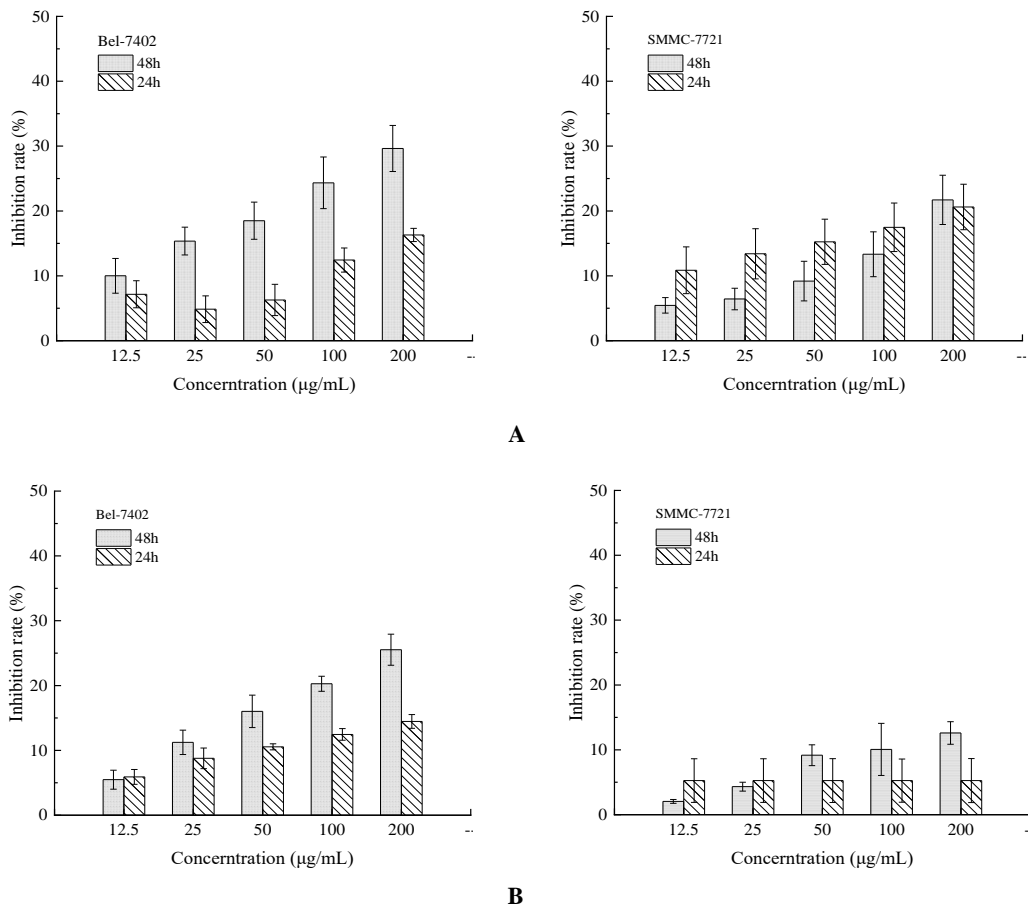 50
40
30
20
10
0
Inhibition rate (%)
Bel-7402
48h
24h
12.5 25 50 100 200 --
Concerntration (μg/mL)
50
40
30
20
10
0
Inhibition rate (%)
SMMC-7721
48h
24h
12.5 25 50 100 200 --
Concerntration (μg/mL)
A
50
40
30
20
10
0
Inhibition rate (%)
Bel-7402
48h
24h
12.5 25 50 100 200 --
Concerntration (μg/mL)
50
40
30
20
10
0
Inhibition rate (%)
SMMC-7721
48h
24h
12.5 25 50 100 200 -
Concerntration (μg/mL)
B